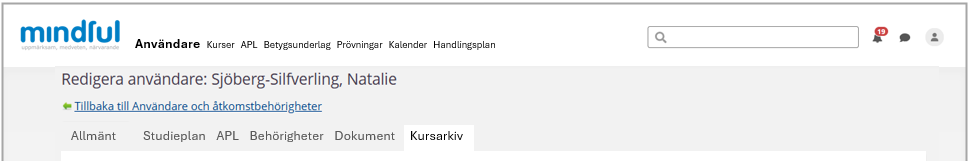 mindful
uppmärksam, medveten, närvarande
Användare Kurser APL Betygsunderlag Prövningar Kalender Handlingsplan
19
Redigera användare: Sjöberg-Silfverling, Natalie
Tillbaka till Användare och åtkomstbehörigheter
Allmänt Studieplan APL Behörigheter Dokument Kursarkiv